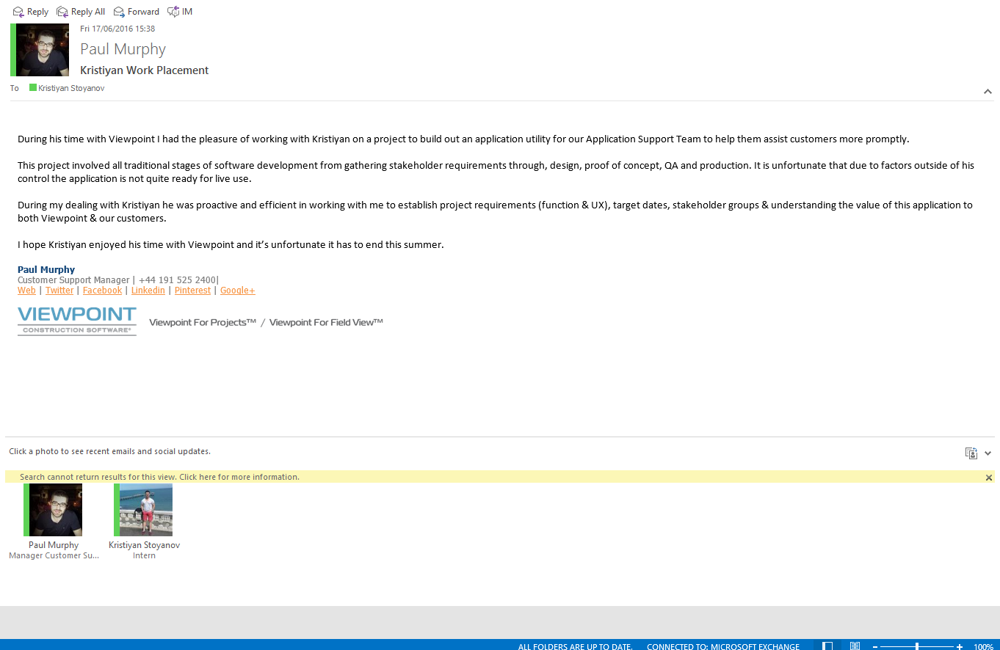 Reply Reply All Forward IM
Fri 17/06/2016 15:38
Paul Murphy
Kristiyan Work Placement
To Kristiyan Stoyanov
During his time with Viewpoint I had the pleasure of working with Kristiyan on a project to build out an application utility for our Application Support Team to help them assist customers more promptly.
This project involved all traditional stages of software development from gathering stakeholder requirements through, design, proof of concept, QA and production. It is unfortunate that due to factors outside of his
control the application is not quite ready for live use.
During my dealing with Kristiyan he was proactive and efficient in working with me to establish project requirements (function & UX), target dates, stakeholder groups & understanding the value of this application to
both Viewpoint & our customers.
I hope Kristiyan enjoyed his time with Viewpoint and it’s unfortunate it has to end this summer.
Paul Murphy
Customer Support Manager | +44 191 525 2400|
Web | Twitter | Facebook | Linkedin | Pinterest | Google+
VIEWPOINT
CONSTRUCTION SOFTWARE®
Viewpoint For Projects™ / Viewpoint For Field View™
Click a photo to see recent emails and social updates.
Search cannot return results for this view. Click here for more information.
Paul Murphy
Manager Customer Su...
Kristiyan Stoyanov
Intern
ALL FOLDERS ARE UP TO DATE. CONNECTED TO: MICROSOFT EXCHANGE 100%